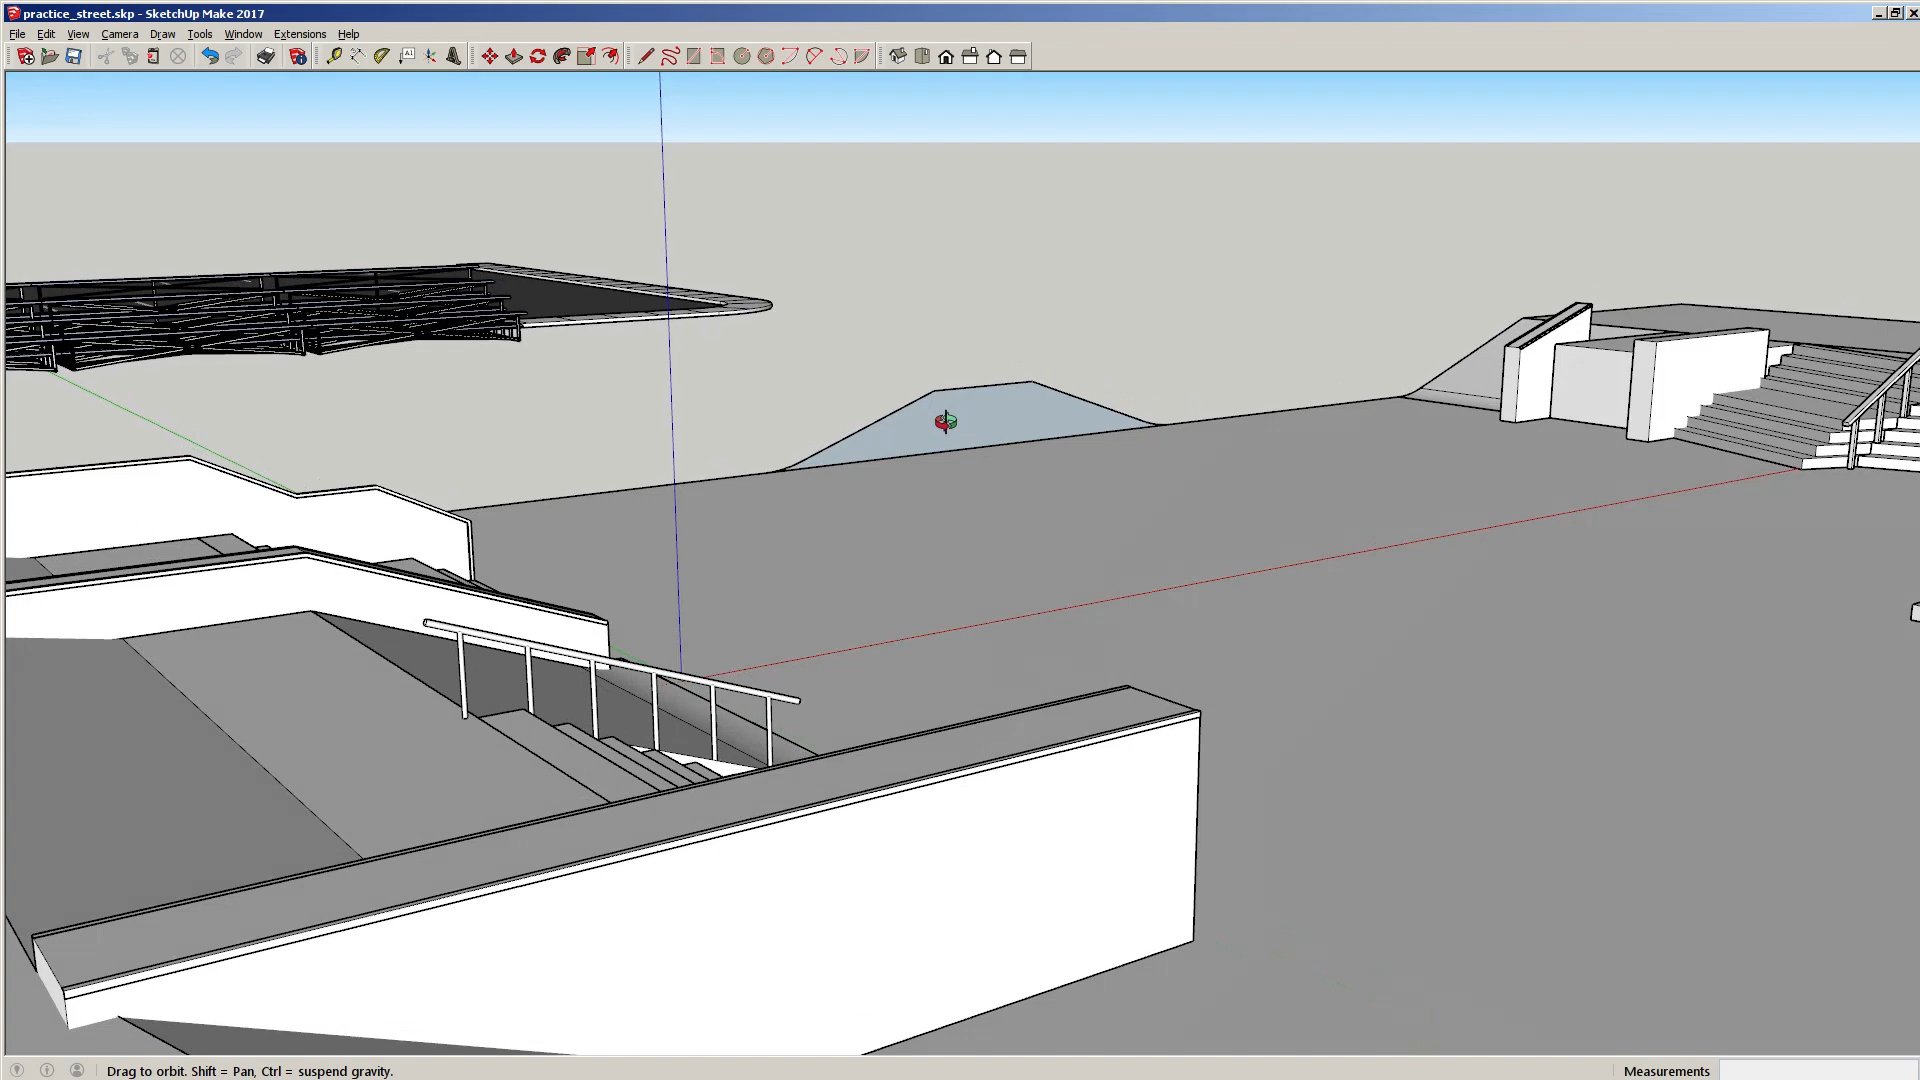 practice_street.skp - SketchUp Make 2017
File Edit View Camera Draw Tools Window Extensions Help
A1
Drag to orbit. Shift = Pan, Ctrl = suspend gravity.
Measurements